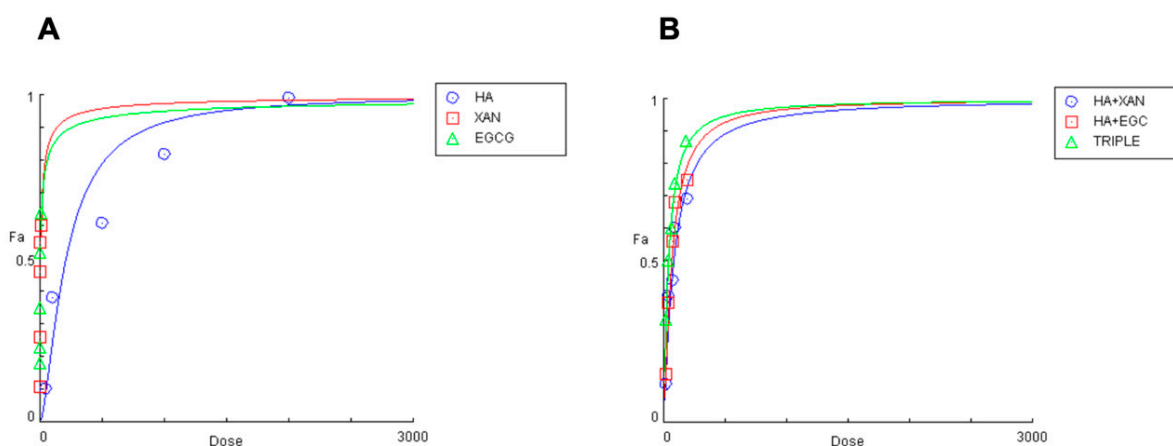 A
1
Fa
0.5
0
0
Dose
3000
HA
XAN
EGCG
B
1
Fa
0.5
0
0
Dose
3000
HA+XAN
HA+EGC
TRIPLE